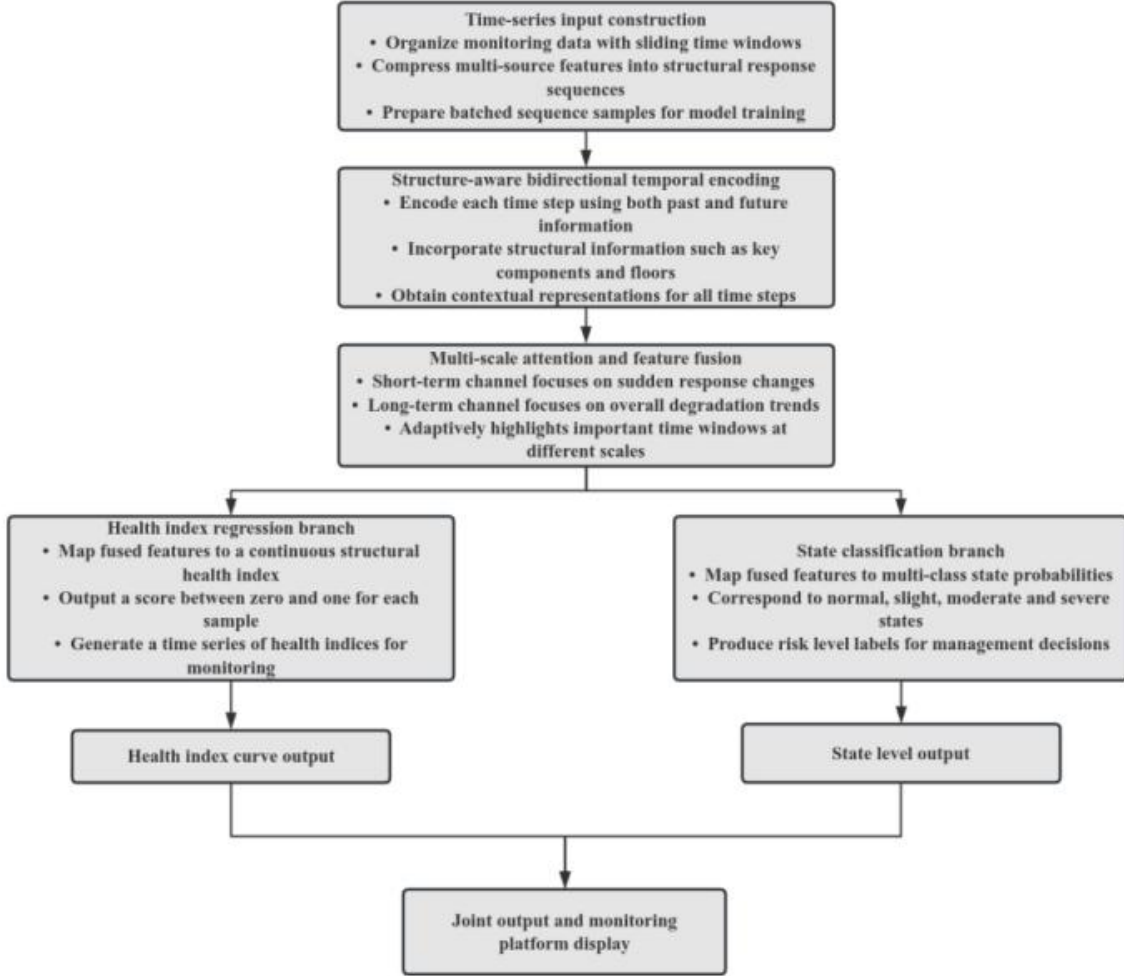 Time-series input construction
• Organize monitoring data with sliding time windows
• Compress multi-source features into structural response
sequences
• Prepare batched sequence samples for model training
Structure-aware bidirectional temporal encoding
• Encode each time step using both past and future
information
• Incorporate structural information such as key
components and floors
• Obtain contextual representations for all time steps
Multi-scale attention and feature fusion
• Short-term channel focuses on sudden response changes
• Long-term channel focuses on overall degradation trends
• Adaptively highlights important time windows at
different scales
Health index regression branch
• Map fused features to a continuous structural
health index
• Output a score between zero and one for each
sample
• Generate a time series of health indices for
monitoring
State classification branch
• Map fused features to multi-class state probabilities
• Correspond to normal, slight, moderate and severe
states
• Produce risk level labels for management decisions
Health index curve output
State level output
Joint output and monitoring
platform display